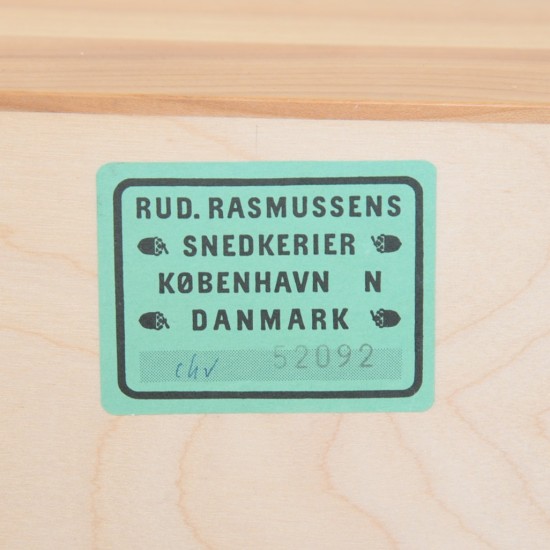 RUD. RASMUSSENS
SNEDKERIER
KØBENHAVN N
DANMARK
chr 52092